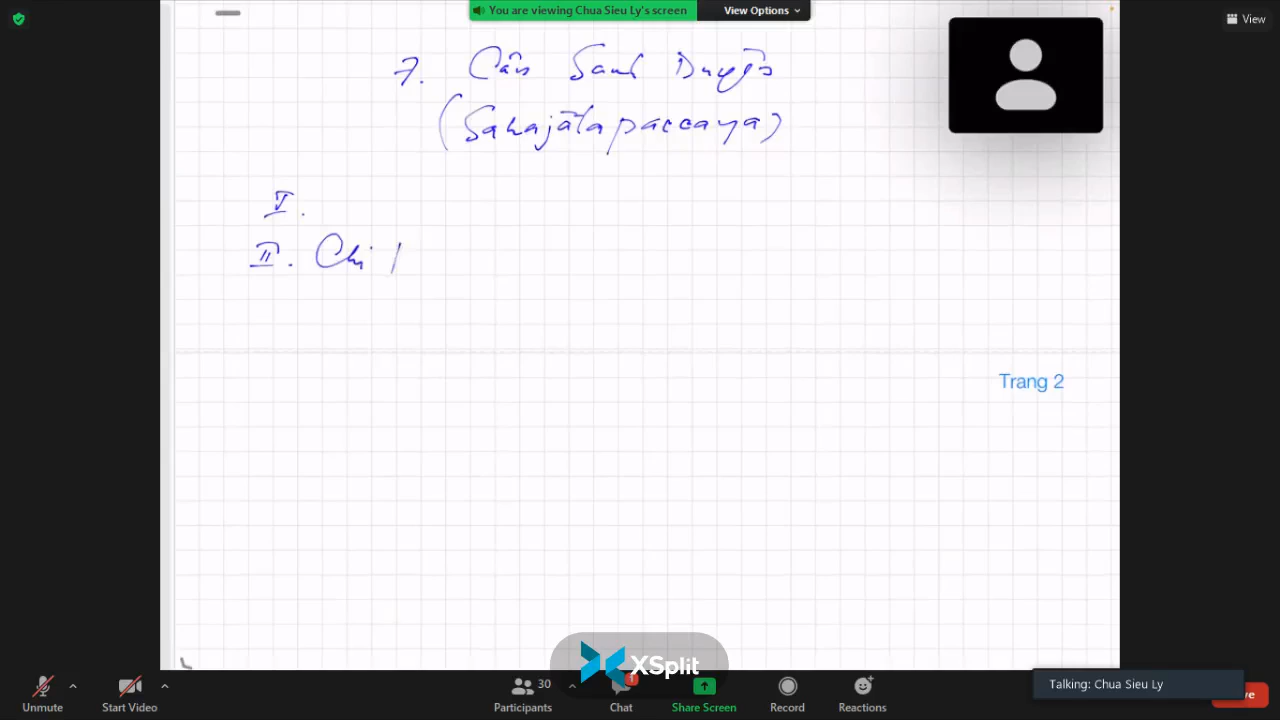 You are viewing Chua Sieu Ly's screen
View Options
View
7. Câu Sanh Duyên
(Sahajātapaccaya)
I.
II. Chi
Trang 2
XSplit
Talking: Chua Sieu Ly
Unmute
Start Video
Participants
30
Chat
1
Share Screen
Record
Reactions